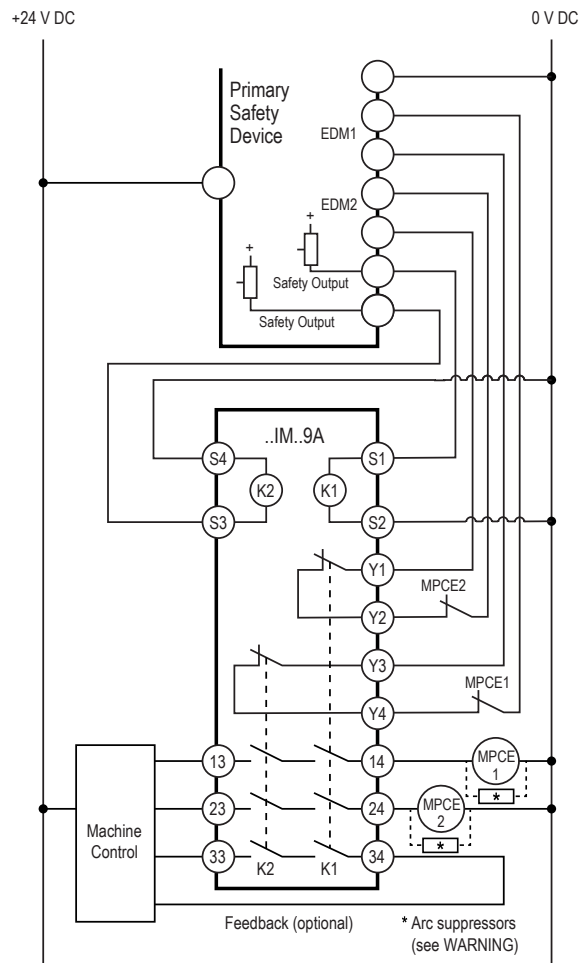 +24 V DC
0 V DC
Primary
Safety
Device
EDM1
EDM2
+
Safety Output
+
Safety Output
..IM..9A
S4
S1
K2
K1
S3
S2
Y1
MPCE2
Y2
Y3
MPCE1
Y4
13
14
MPCE
1
*
23
24
MPCE
2
*
Machine
Control
33
K2
K1
34
Feedback (optional)
* Arc suppressors
(see WARNING)